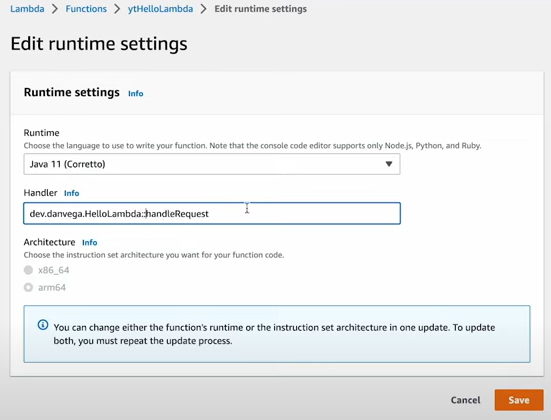 Lambda > Functions > ytHelloLambda > Edit runtime settings
Edit runtime settings
Runtime settings Info
Runtime
Choose the language to use to write your function. Note that the console code editor supports only Node.js, Python, and Ruby.
Java 11 (Corretto)
Handler Info
dev.danvega.HelloLambda::handleRequest
Architecture Info
Choose the instruction set architecture you want for your function code.
x86_64
arm64
You can change either the function's runtime or the instruction set architecture in one update. To update
both, you must repeat the update process.
Cancel Save